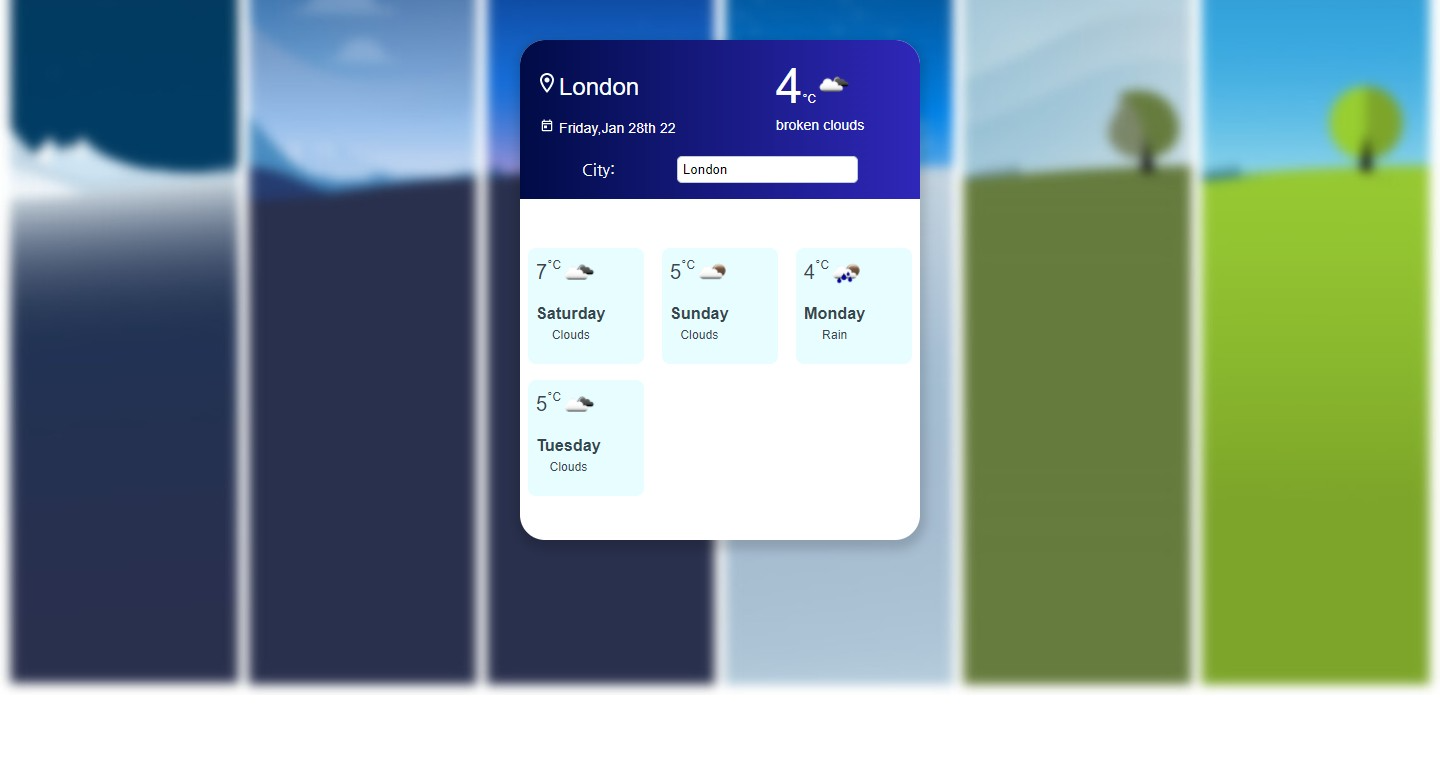 London
4°C
broken clouds
Friday,Jan 28th 22
City:
London
7°C
Saturday
Clouds
5°C
Sunday
Clouds
4°C
Monday
Rain
5°C
Tuesday
Clouds